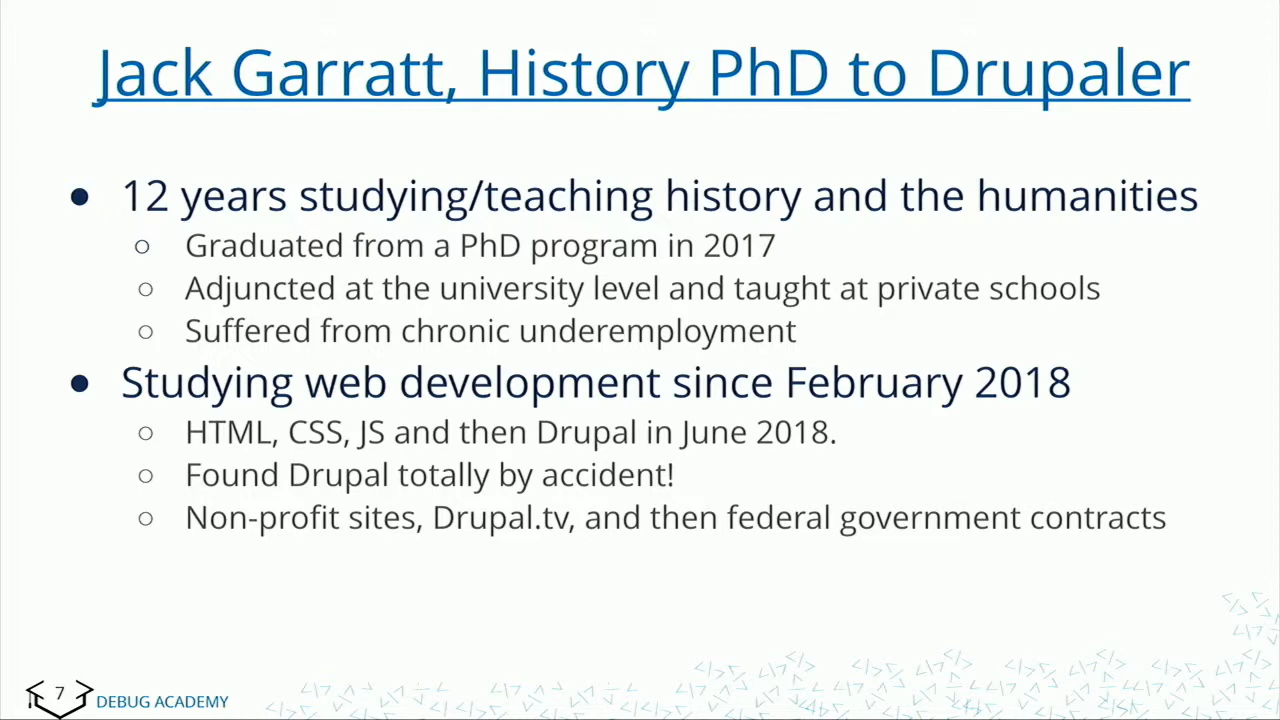 Jack Garratt, History PhD to Drupaler
● 12 years studying/teaching history and the humanities
○ Graduated from a PhD program in 2017
○ Adjuncted at the university level and taught at private schools
○ Suffered from chronic underemployment
● Studying web development since February 2018
○ HTML, CSS, JS and then Drupal in June 2018.
○ Found Drupal totally by accident!
○ Non-profit sites, Drupal.tv, and then federal government contracts
7
DEBUG ACADEMY